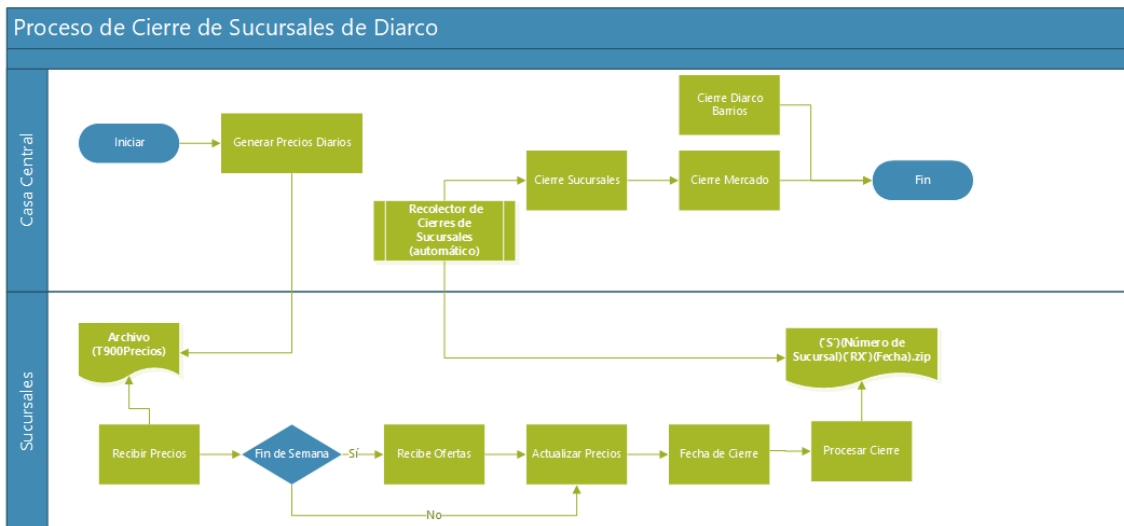 Proceso de Cierre de Sucursales de Diarco
Casa Central
Iniciar
Generar Precios Diarios
Cierre Diarco
Barrios
Cierre Sucursales
Cierre Mercado
Fin
Recolector de
Cierres de
Sucursales
(automático)
Sucursales
Archivo
(T900Precios)
('S')(Número de
Sucursal)('RX')(Fecha).zip
Recibir Precios
Fin de Semana
Sí
Recibe Ofertas
Actualizar Precios
Fecha de Cierre
Procesar Cierre
No